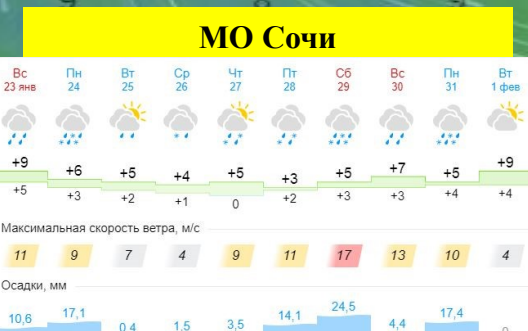 МО Сочи
Вс Пн Вт Ср Чт Пт Сб Вс Пн Вт
23 янв 24 25 26 27 28 29 30 31 1 фев
+9 +6 +5 +4 +5 +3 +5 +7 +5 +9
+5 +3 +2 +1 0 +2 +3 +3 +4 +4
Максимальная скорость ветра, м/с
11 9 7 4 9 11 17 13 10 4
Осадки, мм
10,6 17,1 0,4 1,5 3,5 14,1 24,5 4,4 17,4 0